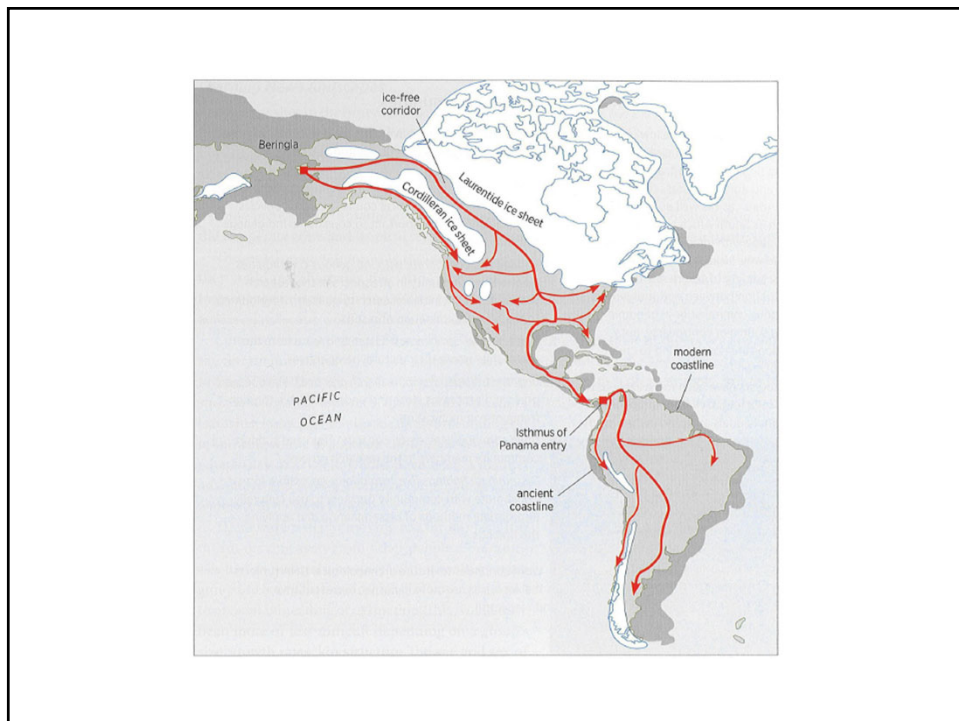 ice-free
corridor
Beringia
Laurentide ice sheet
Cordilleran ice sheet
modern
coastline
PACIFIC
OCEAN
Isthmus of
Panama entry
ancient
coastline